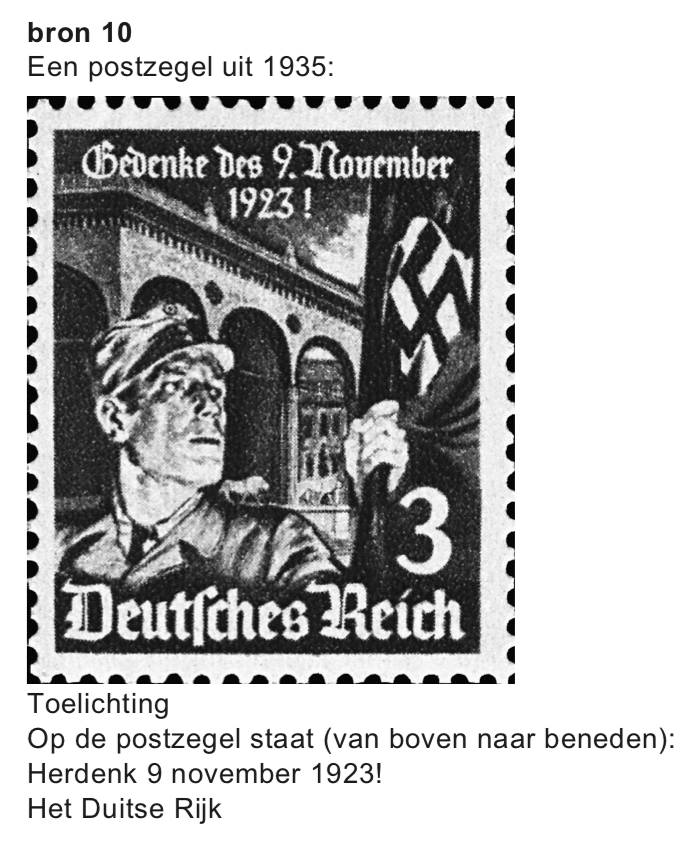 bron 10
Een postzegel uit 1935:
Gedenke des 9. November
1923!
3
Deutſches Reich
Toelichting
Op de postzegel staat (van boven naar beneden):
Herdenk 9 november 1923!
Het Duitse Rijk